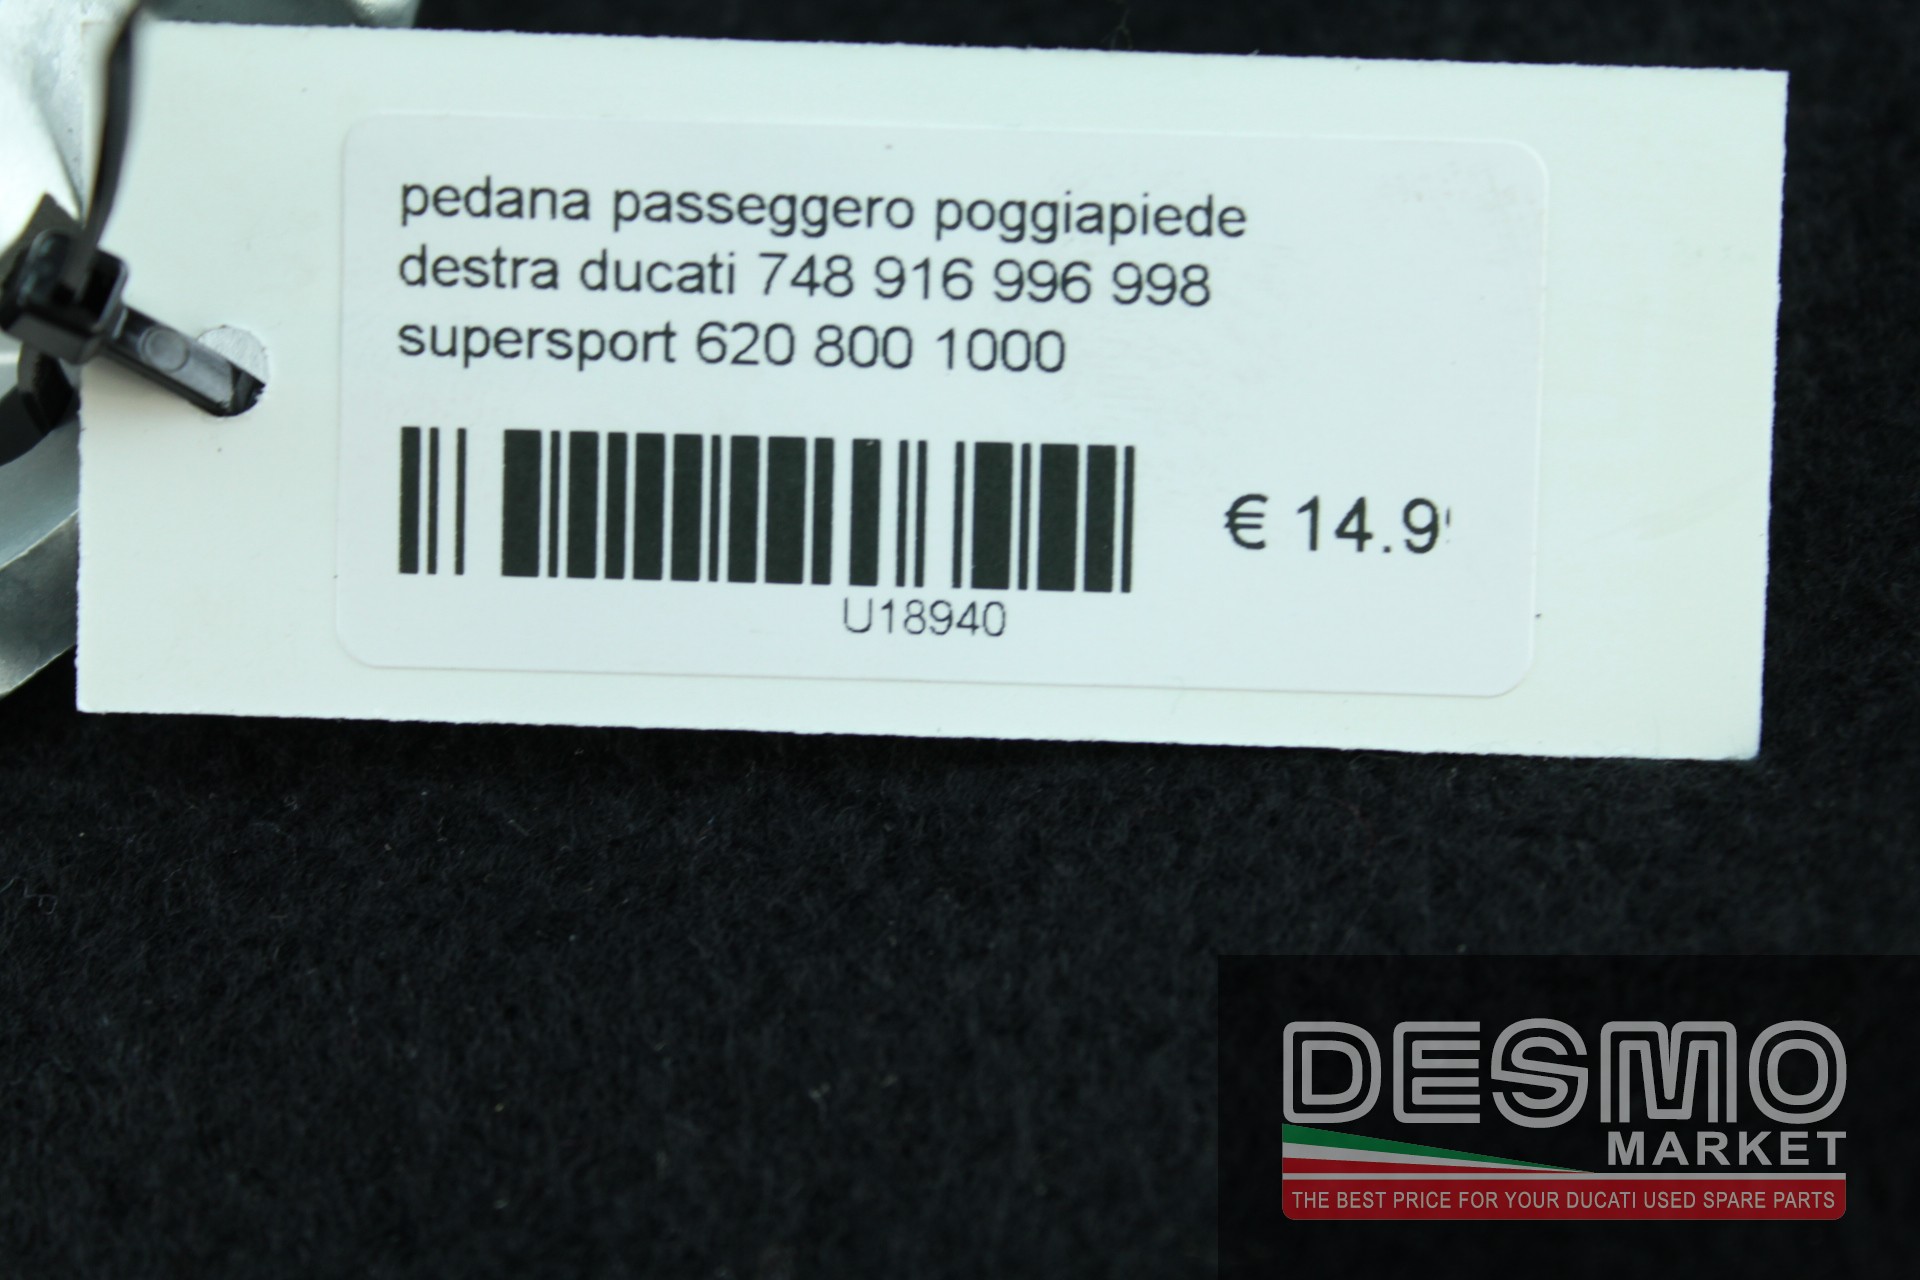 pedana passeggero poggiapiede
destra ducati 748 916 996 998
supersport 620 800 1000
€ 14.9
U18940
DESMO
MARKET
THE BEST PRICE FOR YOUR DUCATI USED SPARE PARTS